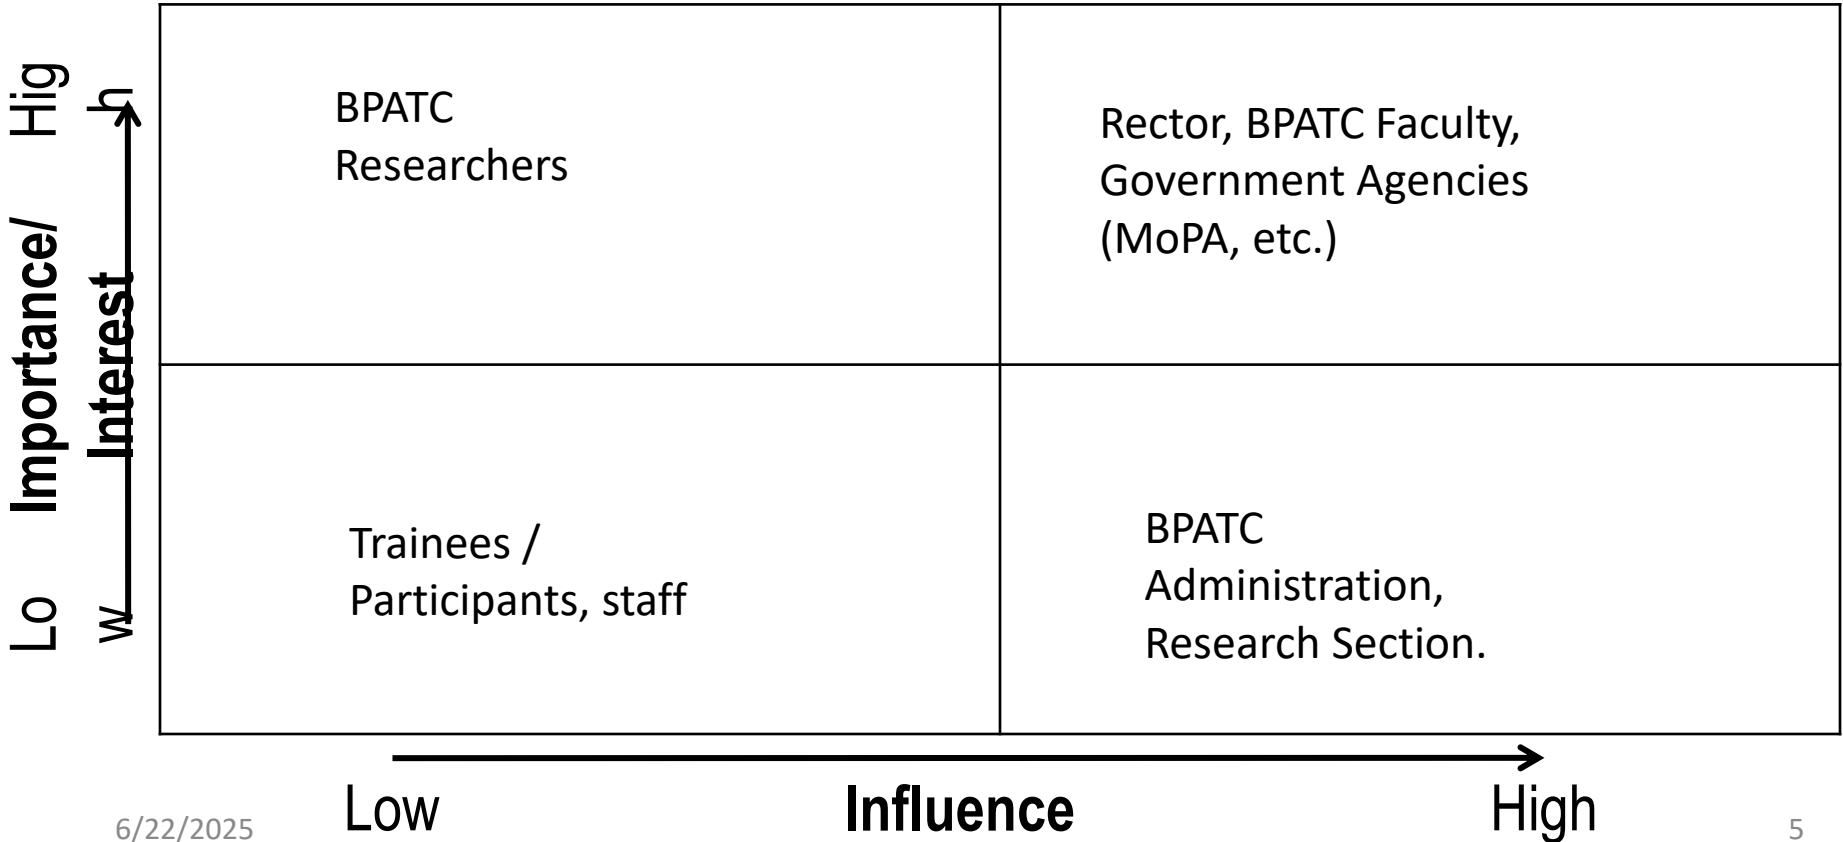 Low Importance/ High
Interest
BPATC
Researchers
Rector, BPATC Faculty,
Government Agencies
(MoPA, etc.)
Trainees /
Participants, staff
BPATC
Administration,
Research Section.
Low Influence High
6/22/2025
5